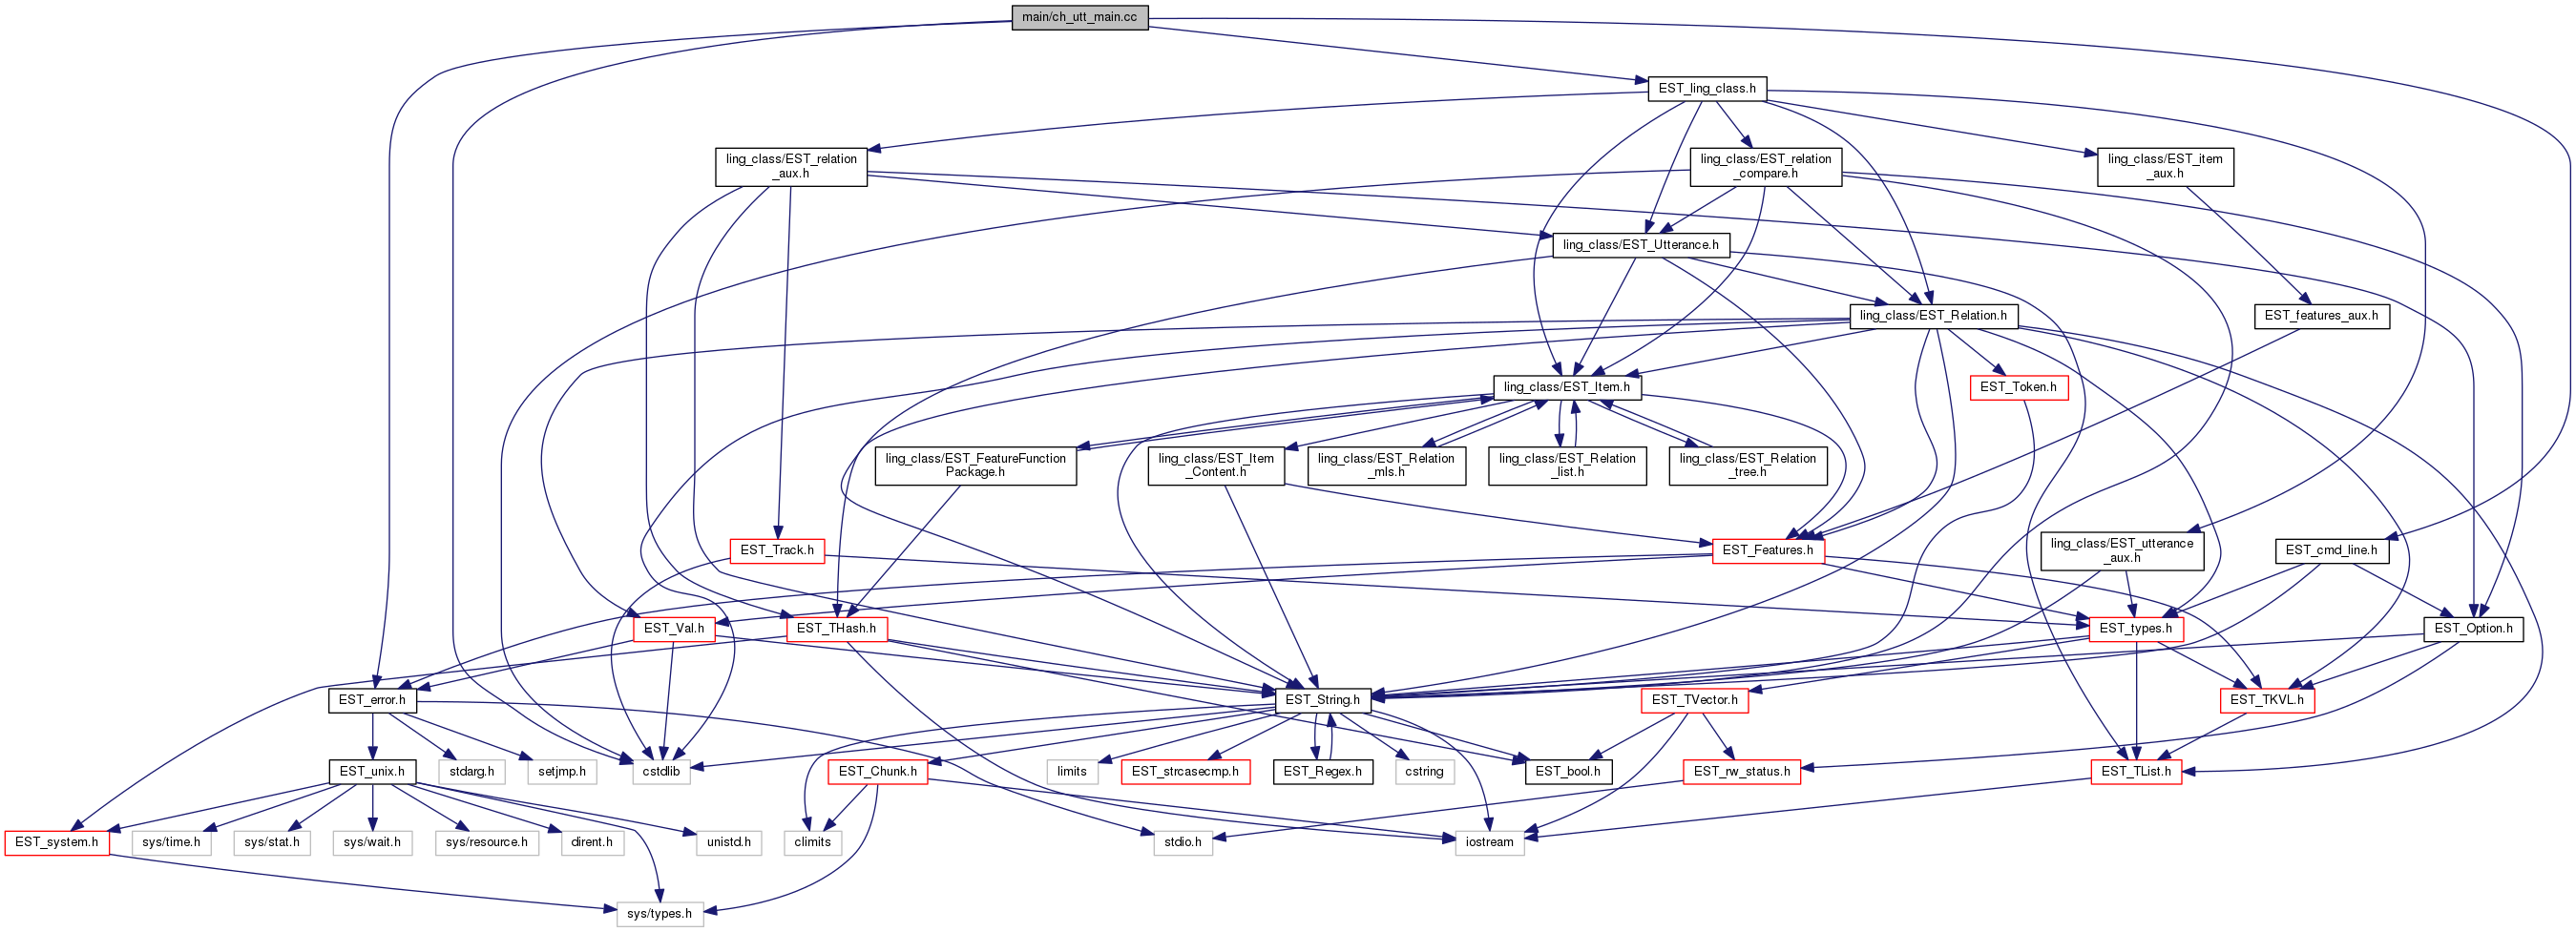 main/ch_utt_main.cc
EST_ling_class.h
ling_class/EST_relation
_aux.h
ling_class/EST_relation
_compare.h
ling_class/EST_item
_aux.h
ling_class/EST_Utterance.h
ling_class/EST_Relation.h
EST_features_aux.h
ling_class/EST_Item.h
EST_Token.h
ling_class/EST_FeatureFunction
Package.h
ling_class/EST_Item
_Content.h
ling_class/EST_Relation
_mls.h
ling_class/EST_Relation
_list.h
ling_class/EST_Relation
_tree.h
EST_Track.h
EST_Features.h
ling_class/EST_utterance
_aux.h
EST_cmd_line.h
EST_Val.h
EST_THash.h
EST_types.h
EST_Option.h
EST_error.h
EST_String.h
EST_TVector.h
EST_TKVL.h
EST_unix.h
stdarg.h
setjmp.h
cstdlib
EST_Chunk.h
limits
EST_strcasecmp.h
EST_Regex.h
cstring
EST_bool.h
EST_rw_status.h
EST_TList.h
EST_system.h
sys/time.h
sys/stat.h
sys/wait.h
sys/resource.h
dirent.h
unistd.h
climits
stdio.h
iostream
sys/types.h